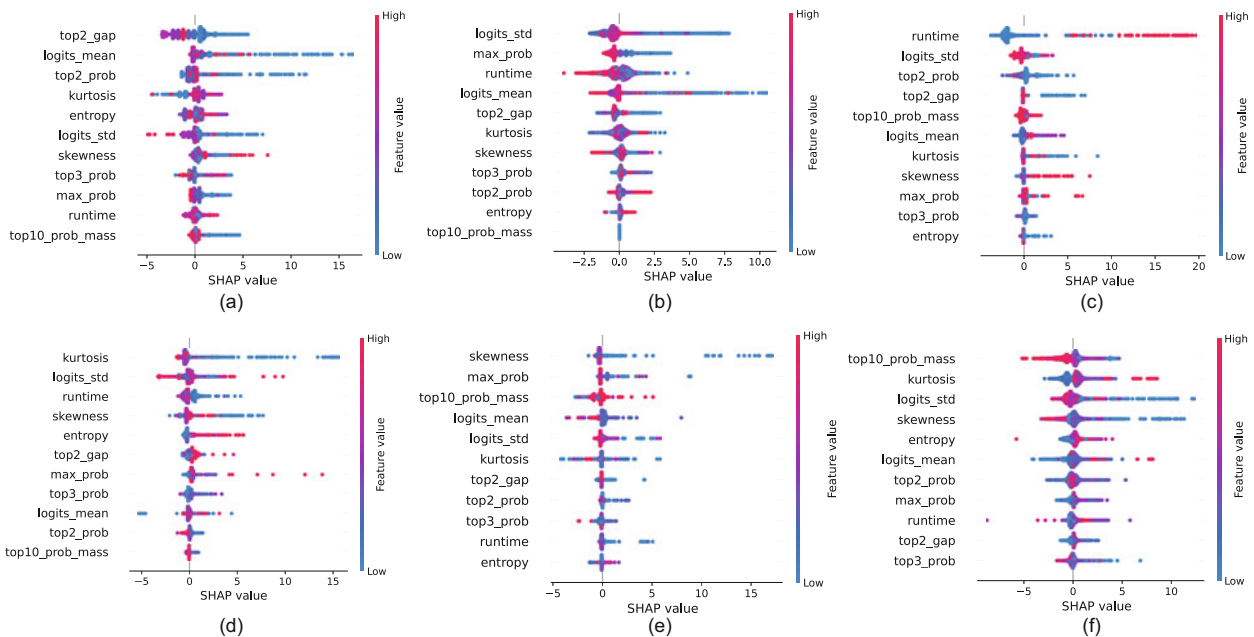 High
top2_gap
logits_mean
top2_prob
kurtosis
entropy
logits_std
skewness
top3_prob
max_prob
runtime
top10_prob_mass
Feature value
Low
−5 0 5 10 15
SHAP value
(a)
High
logits_std
max_prob
runtime
logits_mean
top2_gap
kurtosis
skewness
top3_prob
top2_prob
entropy
top10_prob_mass
Feature value
Low
−2.5 0.0 2.5 5.0 7.5 10.0
SHAP value
(b)
High
runtime
logits_std
top2_prob
top2_gap
top10_prob_mass
logits_mean
kurtosis
skewness
max_prob
top3_prob
entropy
Feature value
Low
0 5 10 15 20
SHAP value
(c)
High
kurtosis
logits_std
runtime
skewness
entropy
top2_gap
max_prob
top3_prob
logits_mean
top2_prob
top10_prob_mass
Feature value
Low
−5 0 5 10 15
SHAP value
(d)
High
skewness
max_prob
top10_prob_mass
logits_mean
logits_std
kurtosis
top2_gap
top2_prob
top3_prob
runtime
entropy
Feature value
Low
−5 0 5 10 15
SHAP value
(e)
High
top10_prob_mass
kurtosis
logits_std
skewness
entropy
logits_mean
top2_prob
max_prob
runtime
top2_gap
top3_prob
Feature value
Low
−5 0 5 10
SHAP value
(f)